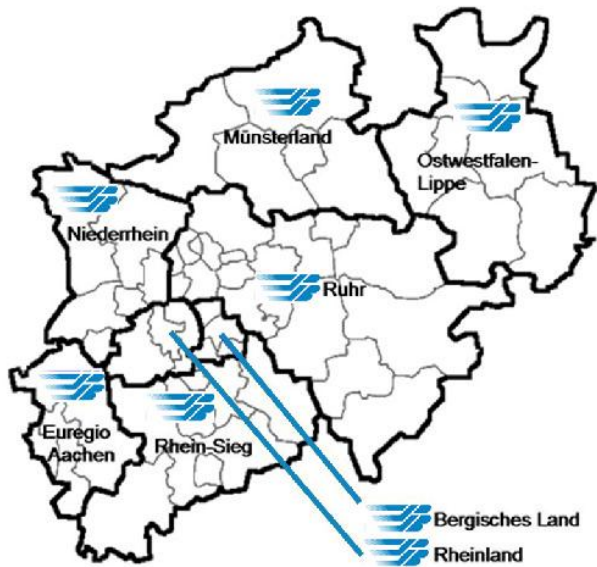 Münsterland
Ostwestfalen-
Lippe
Niederrhein
Ruhr
Euregio
Aachen
Rhein-Sieg
Bergisches Land
Rheinland